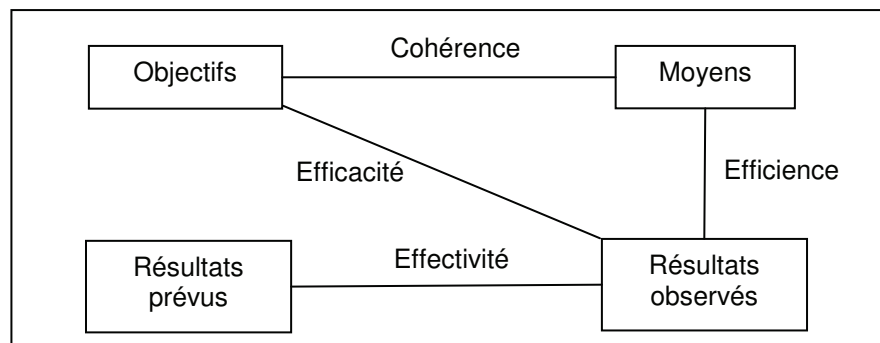 Cohérence
Objectifs
Moyens
Efficacité
Efficience
Effectivité
Résultats
prévus
Résultats
observés